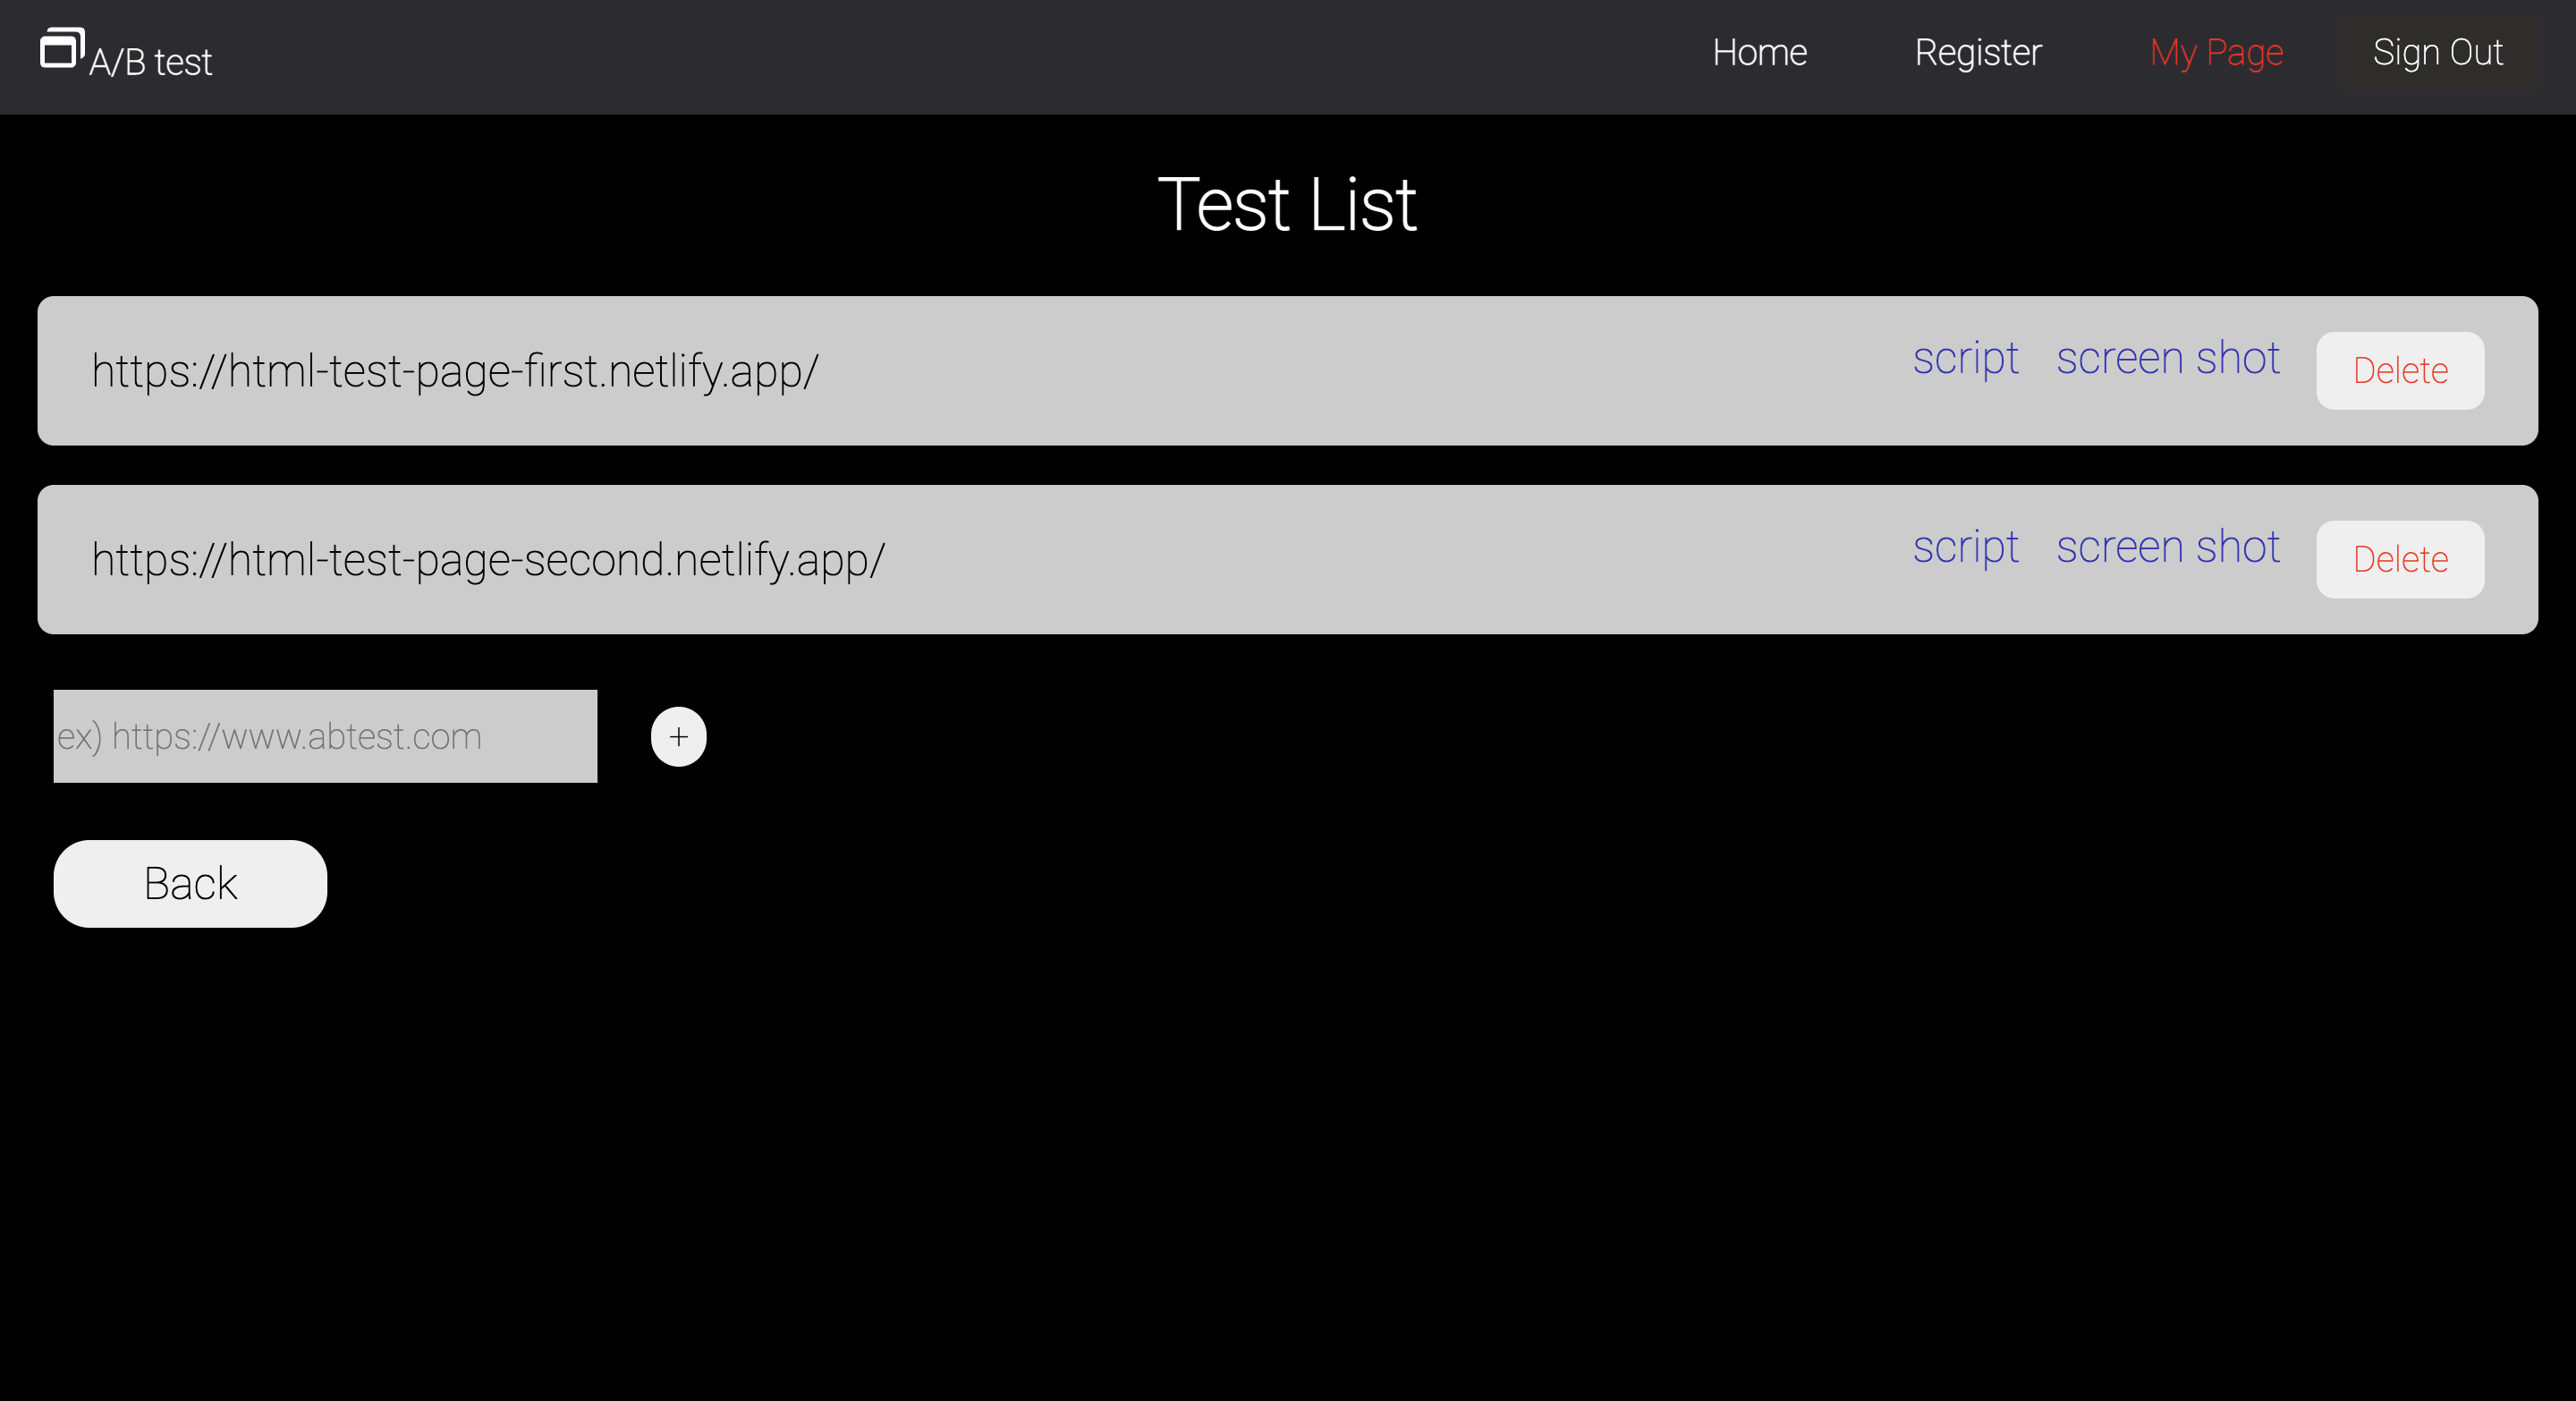 A/B test Home Register My Page Sign Out
Test List
https://html-test-page-first.netlify.app/ script screen shot Delete
https://html-test-page-second.netlify.app/ script screen shot Delete
ex) https://www.abtest.com +
Back